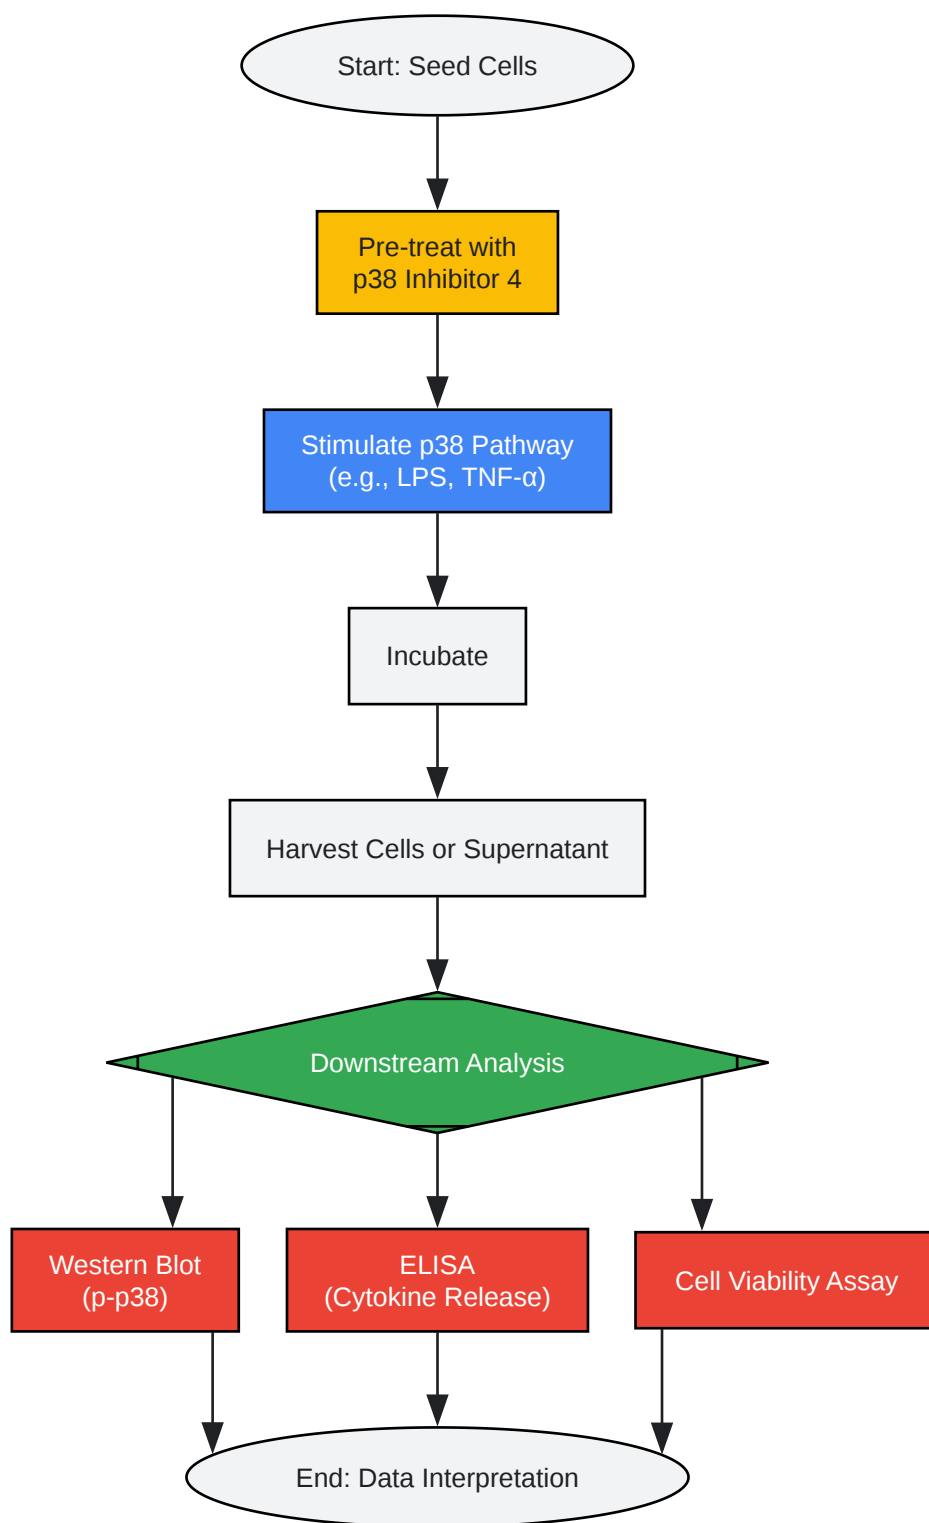 Start: Seed Cells
Pre-treat with
p38 Inhibitor 4
Stimulate p38 Pathway
(e.g., LPS, TNF-α)
Incubate
Harvest Cells or Supernatant
Downstream Analysis
Western Blot
(p-p38)
ELISA
(Cytokine Release)
Cell Viability Assay
End: Data Interpretation